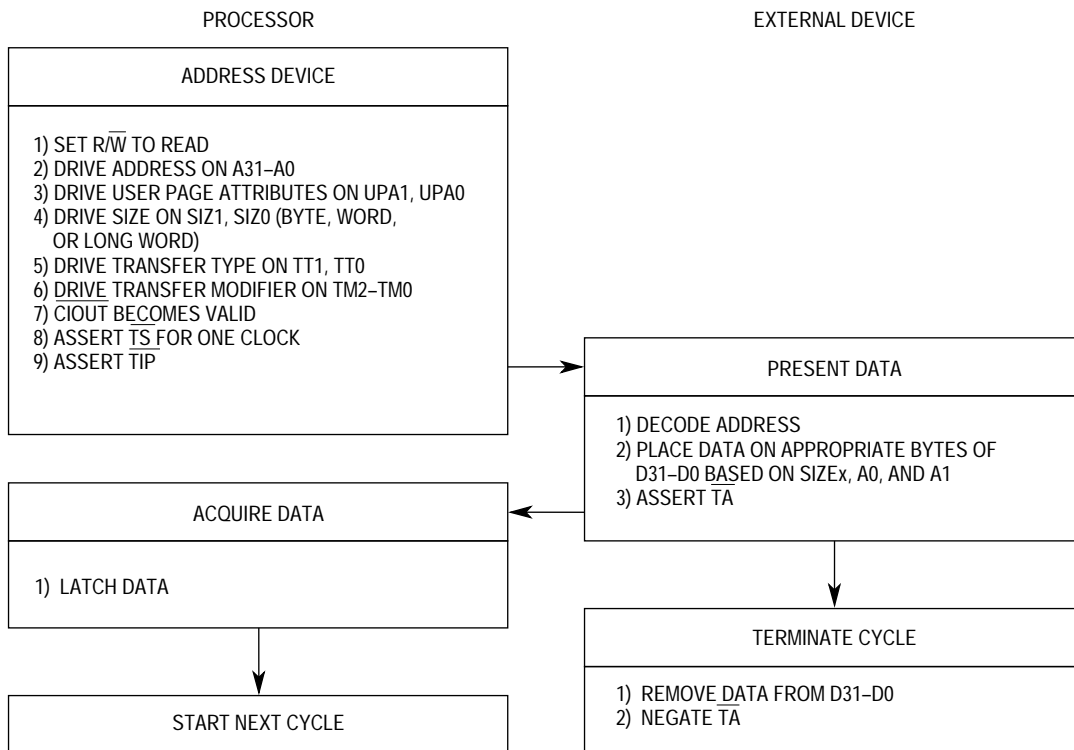 PROCESSOR
EXTERNAL DEVICE
ADDRESS DEVICE
1) SET R/W̅ TO READ
2) DRIVE ADDRESS ON A31–A0
3) DRIVE USER PAGE ATTRIBUTES ON UPA1, UPA0
4) DRIVE SIZE ON SIZ1, SIZ0 (BYTE, WORD,
OR LONG WORD)
5) DRIVE TRANSFER TYPE ON TT1, TT0
6) DRIVE TRANSFER MODIFIER ON TM2–TM0
7) C̅I̅O̅U̅T̅ BECOMES VALID
8) ASSERT T̅S̅ FOR ONE CLOCK
9) ASSERT T̅I̅P̅
PRESENT DATA
1) DECODE ADDRESS
2) PLACE DATA ON APPROPRIATE BYTES OF
D31–D0 BASED ON SIZEx, A0, AND A1
3) ASSERT T̅A̅
ACQUIRE DATA
1) LATCH DATA
TERMINATE CYCLE
1) REMOVE DATA FROM D31–D0
2) NEGATE T̅A̅
START NEXT CYCLE